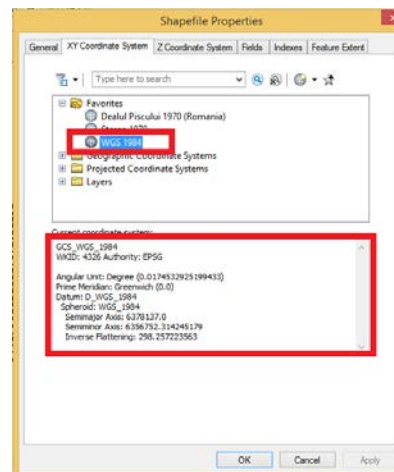 Shapefile Properties
General XY Coordinate System Z Coordinate System Fields Indexes Feature Extent
Type here to search
Favorites
Dealul Piscului 1970 (Romania)
1970
WGS 1984
Geographic Coordinate Systems
Projected Coordinate Systems
Layers
Current coordinate system:
GCS_WGS_1984
WKID: 4326 Authority: EPSG
Angular Unit: Degree (0.0174532925199433)
Prime Meridian: Greenwich (0.0)
Datum: D_WGS_1984
Spheroid: WGS_1984
Semimajor Axis: 6378137.0
Semiminor Axis: 6356752.314245179
Inverse Flattening: 298.257223563
OK Cancel Apply